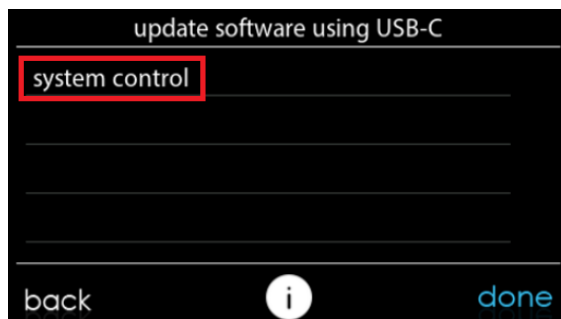 update software using USB-C
system control
back
i
done